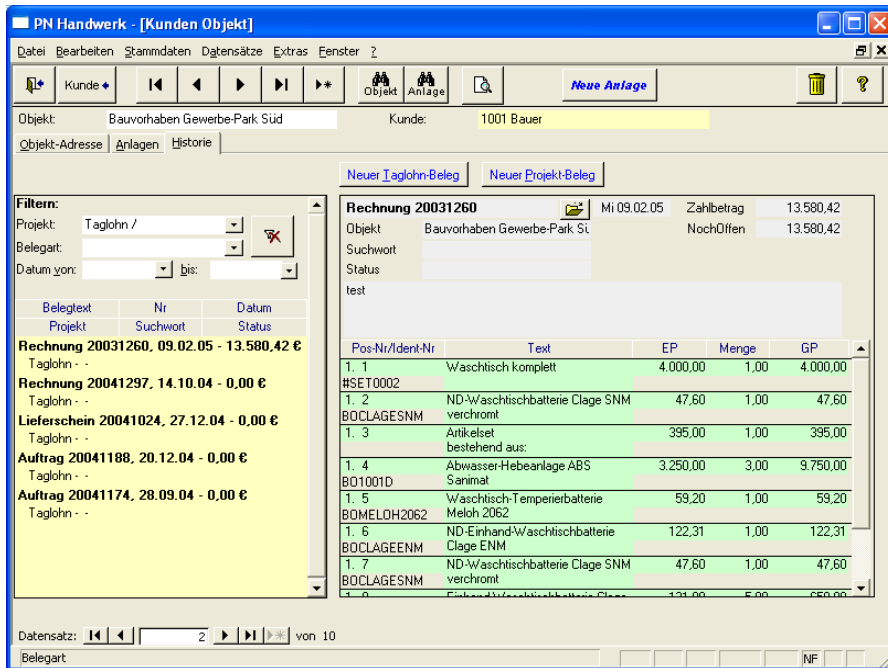 PN Handwerk - [Kunden Objekt]
Datei Bearbeiten Stammdaten Datensätze Extras Fenster ?
Kunde Objekt Anlage Neue Anlage ?
Objekt: Bauvorhaben Gewerbe-Park Süd Kunde: 1001 Bauer
Objekt-Adresse Anlagen Historie
Neuer Taglohn-Beleg Neuer Projekt-Beleg
Filtern:
Projekt: Taglohn /
Belegart:
Datum von: bis:
Belegtext Nr Datum
Projekt Suchwort Status
Rechnung 20031260, 09.02.05 - 13.580,42 €
Taglohn - -
Rechnung 20041297, 14.10.04 - 0,00 €
Taglohn - -
Lieferschein 20041024, 27.12.04 - 0,00 €
Taglohn - -
Auftrag 20041188, 20.12.04 - 0,00 €
Taglohn - -
Auftrag 20041174, 28.09.04 - 0,00 €
Taglohn - -
Rechnung 20031260 Mi 09.02.05 Zahlbetrag 13.580,42
Objekt Bauvorhaben Gewerbe-Park Sü NochOffen 13.580,42
Suchwort
Status
test
Pos-Nr/Ident-Nr Text EP Menge GP
1. 1 Waschtisch komplett 4.000,00 1,00 4.000,00
#SET0002
1. 2 ND-Waschtischbatterie Clage SNM 47,60 1,00 47,60
BOCLAGESNM verchromt
1. 3 Artikelset 395,00 1,00 395,00
bestehend aus:
1. 4 Abwasser-Hebeanlage ABS 3.250,00 3,00 9.750,00
BO1001D Sanimat
1. 5 Waschtisch-Temperierbatterie 59,20 1,00 59,20
BOMELOH2062 Meloh 2062
1. 6 ND-Einhand-Waschtischbatterie 122,31 1,00 122,31
BOCLAGEENM Clage ENM
1. 7 ND-Waschtischbatterie Clage SNM 47,60 1,00 47,60
BOCLAGESNM verchromt
Datensatz: 2 von 10
Belegart NF